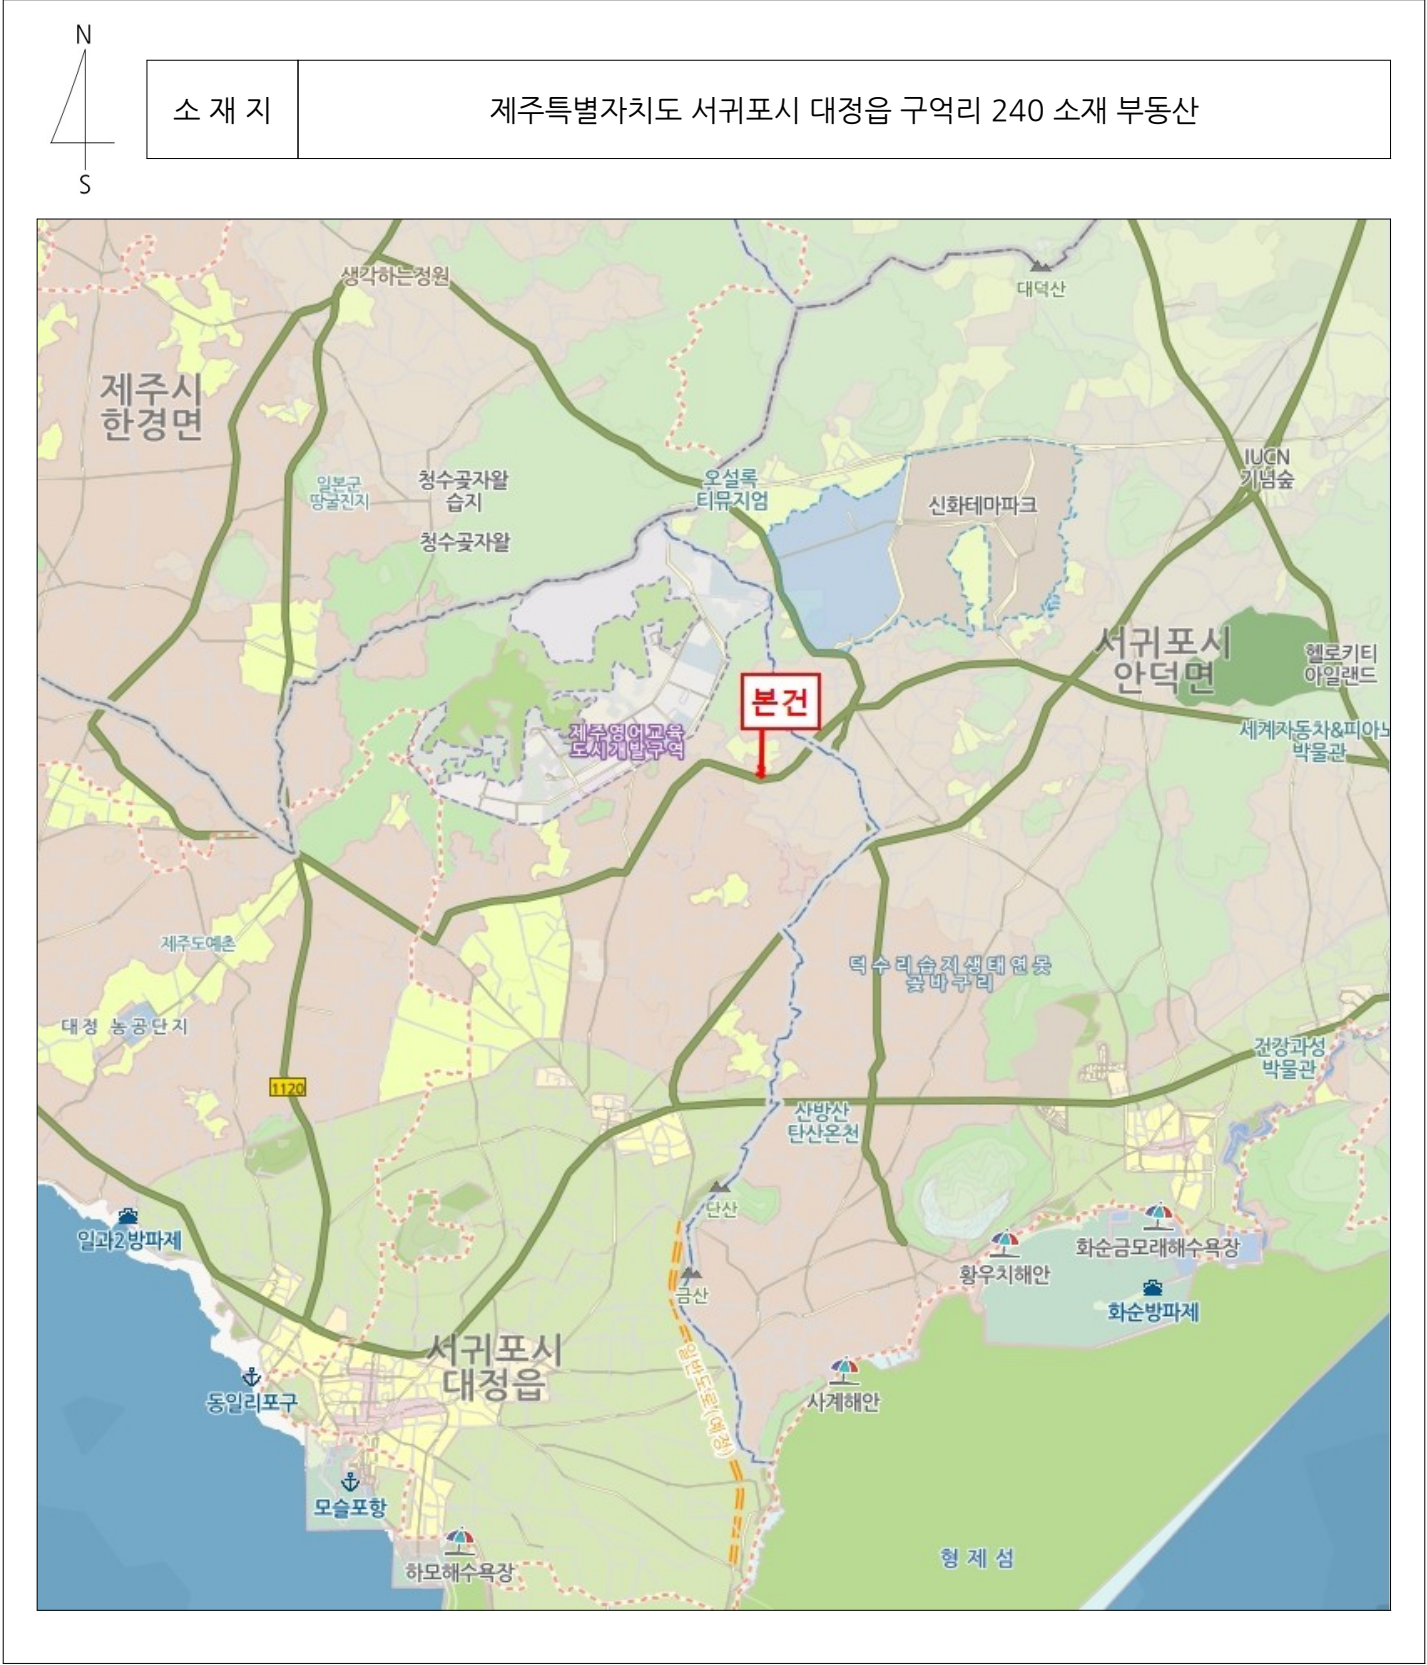 N
S
소 재 지
제주특별자치도 서귀포시 대정읍 구억리 240 소재 부동산
생각하는정원
대덕산
제주시
한경면
IUCN
기념숲
일본군
땅굴진지
청수곶자왈
습지
청수곶자왈
오설록
티뮤지엄
신화테마파크
서귀포시
안덕면
헬로키티
아일랜드
본건
제주영어교육
도시개발구역
세계자동차&피아노
박물관
제주도예촌
덕수리습지생태연못
곶바구리
대정 농공단지
건강과성
박물관
1120
산방산
탄산온천
단산
일과2방파제
화순금모래해수욕장
황우치해안
금산
화순방파제
서귀포시
대정읍
일반도로(예정)
동일리포구
사계해안
모슬포항
하모해수욕장
형제섬